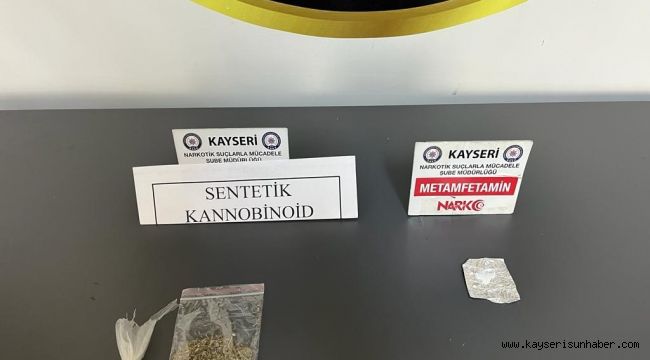 KAYSERİ
NARKOTİK SUÇLARLA MÜCADELE
ŞUBE MÜDÜRLÜĞÜ
SENTETİK
KANNOBİNOİD
KAYSERİ
NARKOTİK SUÇLARLA MÜCADELE
ŞUBE MÜDÜRLÜĞÜ
METAMFETAMİN
NARKO
www.kayserisunhaber.com